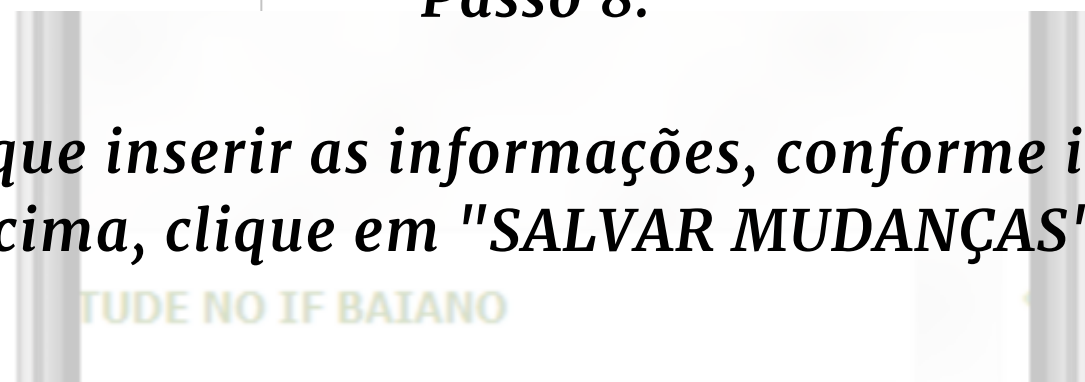 Passo 8:
que inserir as informações, conforme i
cima, clique em "SALVAR MUDANÇAS"
TUDE NO IF BAIANO